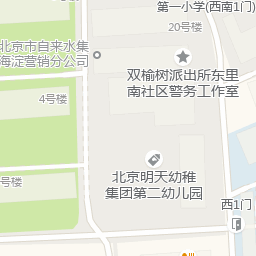 第一小学(西南1门)
20号楼
北京市自来水集
海淀营销分公司
双榆树派出所东里
南社区警务工作室
4号楼
北京明天幼稚
集团第二幼儿园
号楼
西1门